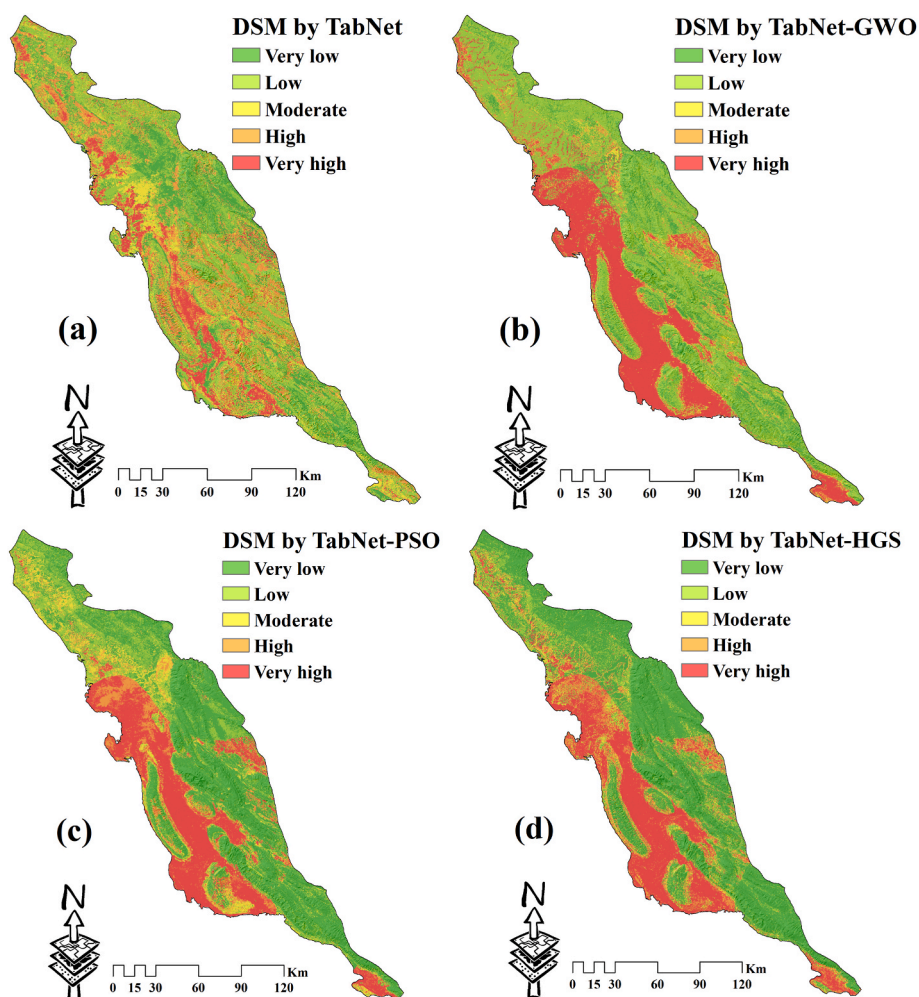 DSM by TabNet
Very low
Low
Moderate
High
Very high
(a)
N
Km
0 15 30 60 90 120
DSM by TabNet-GWO
Very low
Low
Moderate
High
Very high
(b)
N
Km
0 15 30 60 90 120
DSM by TabNet-PSO
Very low
Low
Moderate
High
Very high
(c)
N
Km
0 15 30 60 90 120
DSM by TabNet-HGS
Very low
Low
Moderate
High
Very high
(d)
N
Km
0 15 30 60 90 120